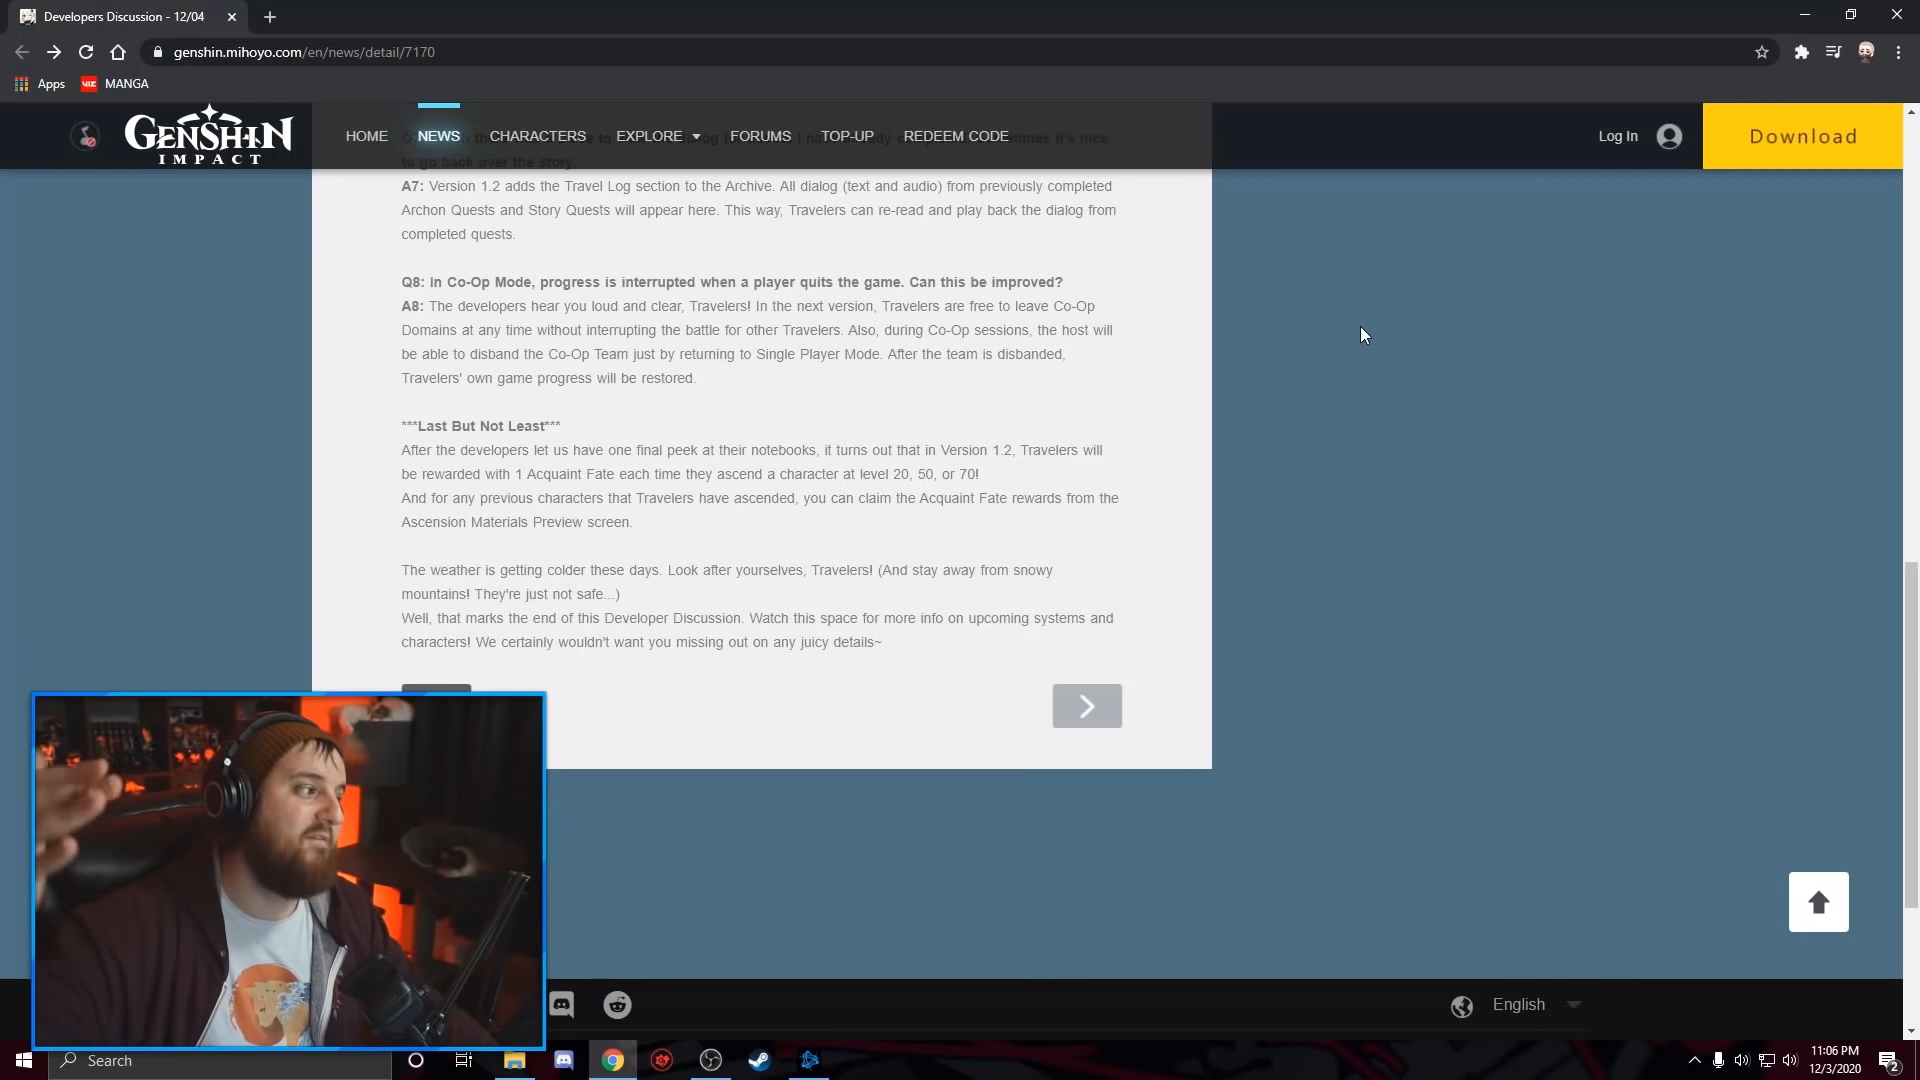 Developers Discussion - 12/04
genshin.mihoyo.com/en/news/detail/7170
Apps
VIZ
MANGA
GENSHIN
IMPACT
HOME
NEWS
CHARACTERS
EXPLORE
FORUMS
TOP-UP
REDEEM CODE
Log In
Download
to go back over the story.
A7: Version 1.2 adds the Travel Log section to the Archive. All dialog (text and audio) from previously completed
Archon Quests and Story Quests will appear here. This way, Travelers can re-read and play back the dialog from
completed quests.
Q8: In Co-Op Mode, progress is interrupted when a player quits the game. Can this be improved?
A8: The developers hear you loud and clear, Travelers! In the next version, Travelers are free to leave Co-Op
Domains at any time without interrupting the battle for other Travelers. Also, during Co-Op sessions, the host will
be able to disband the Co-Op Team just by returning to Single Player Mode. After the team is disbanded,
Travelers' own game progress will be restored.
***Last But Not Least***
After the developers let us have one final peek at their notebooks, it turns out that in Version 1.2, Travelers will
be rewarded with 1 Acquaint Fate each time they ascend a character at level 20, 50, or 70!
And for any previous characters that Travelers have ascended, you can claim the Acquaint Fate rewards from the
Ascension Materials Preview screen.
The weather is getting colder these days. Look after yourselves, Travelers! (And stay away from snowy
mountains! They're just not safe...)
Well, that marks the end of this Developer Discussion. Watch this space for more info on upcoming systems and
characters! We certainly wouldn't want you missing out on any juicy details~
English
Search
11:06 PM
12/3/2020
2